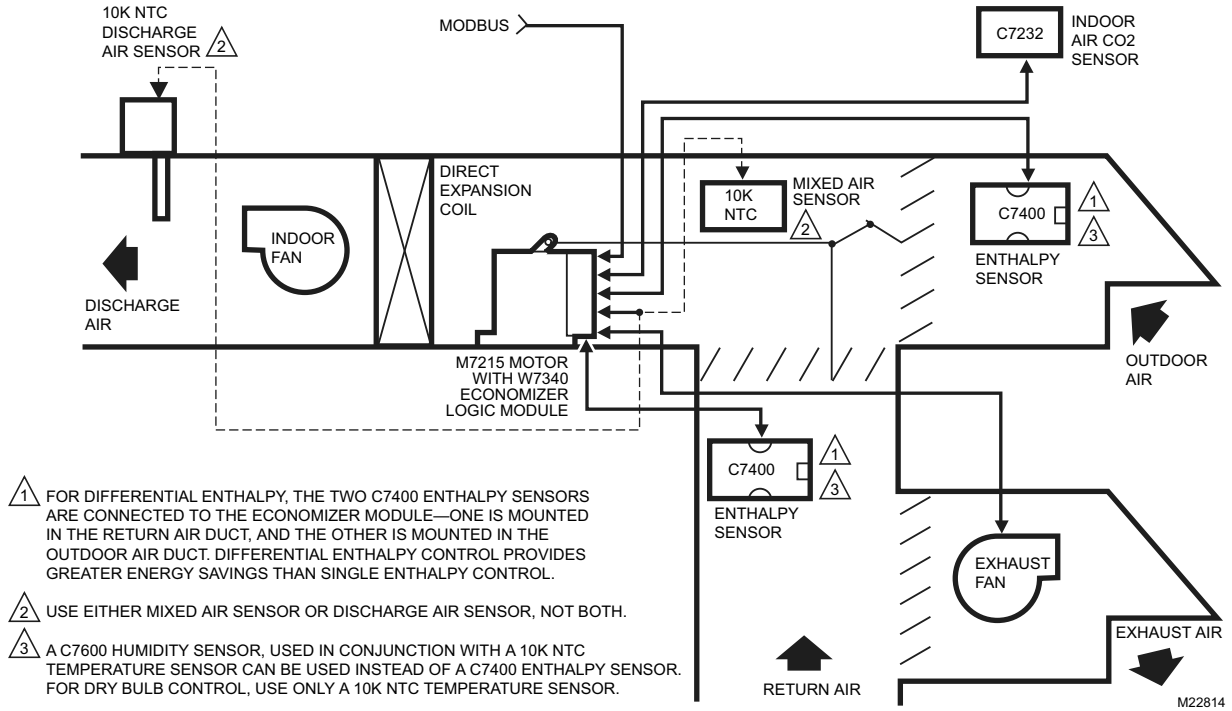 10K NTC
DISCHARGE
AIR SENSOR 2
MODBUS
C7232
INDOOR
AIR CO2
SENSOR
DIRECT
EXPANSION
COIL
10K
NTC
MIXED AIR
SENSOR
2
C7400
1
3
ENTHALPY
SENSOR
INDOOR
FAN
DISCHARGE
AIR
OUTDOOR
AIR
M7215 MOTOR
WITH W7340
ECONOMIZER
LOGIC MODULE
C7400
1
3
ENTHALPY
SENSOR
EXHAUST
FAN
EXHAUST AIR
RETURN AIR
1 FOR DIFFERENTIAL ENTHALPY, THE TWO C7400 ENTHALPY SENSORS
ARE CONNECTED TO THE ECONOMIZER MODULE—ONE IS MOUNTED
IN THE RETURN AIR DUCT, AND THE OTHER IS MOUNTED IN THE
OUTDOOR AIR DUCT. DIFFERENTIAL ENTHALPY CONTROL PROVIDES
GREATER ENERGY SAVINGS THAN SINGLE ENTHALPY CONTROL.
2 USE EITHER MIXED AIR SENSOR OR DISCHARGE AIR SENSOR, NOT BOTH.
3 A C7600 HUMIDITY SENSOR, USED IN CONJUNCTION WITH A 10K NTC
TEMPERATURE SENSOR CAN BE USED INSTEAD OF A C7400 ENTHALPY SENSOR.
FOR DRY BULB CONTROL, USE ONLY A 10K NTC TEMPERATURE SENSOR.
M22814